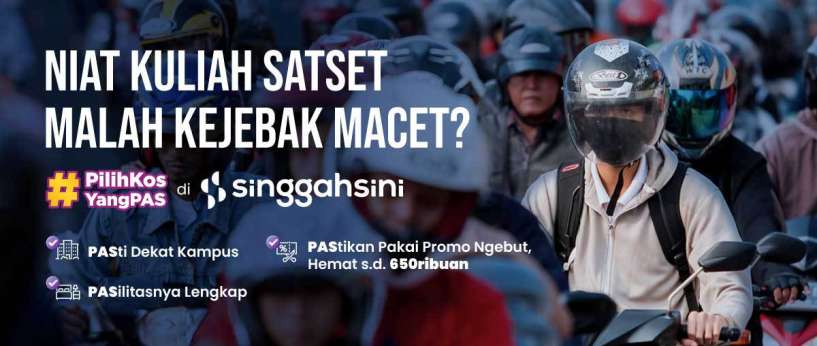 NIAT KULIAH SATSET
MALAH KEJEBAK MACET?
#PilihKos
YangPAS
di
singgahsini
PASti Dekat Kampus
PAStikan Pakai Promo Ngebut,
Hemat s.d. 650ribuan
PASilitasnya Lengkap